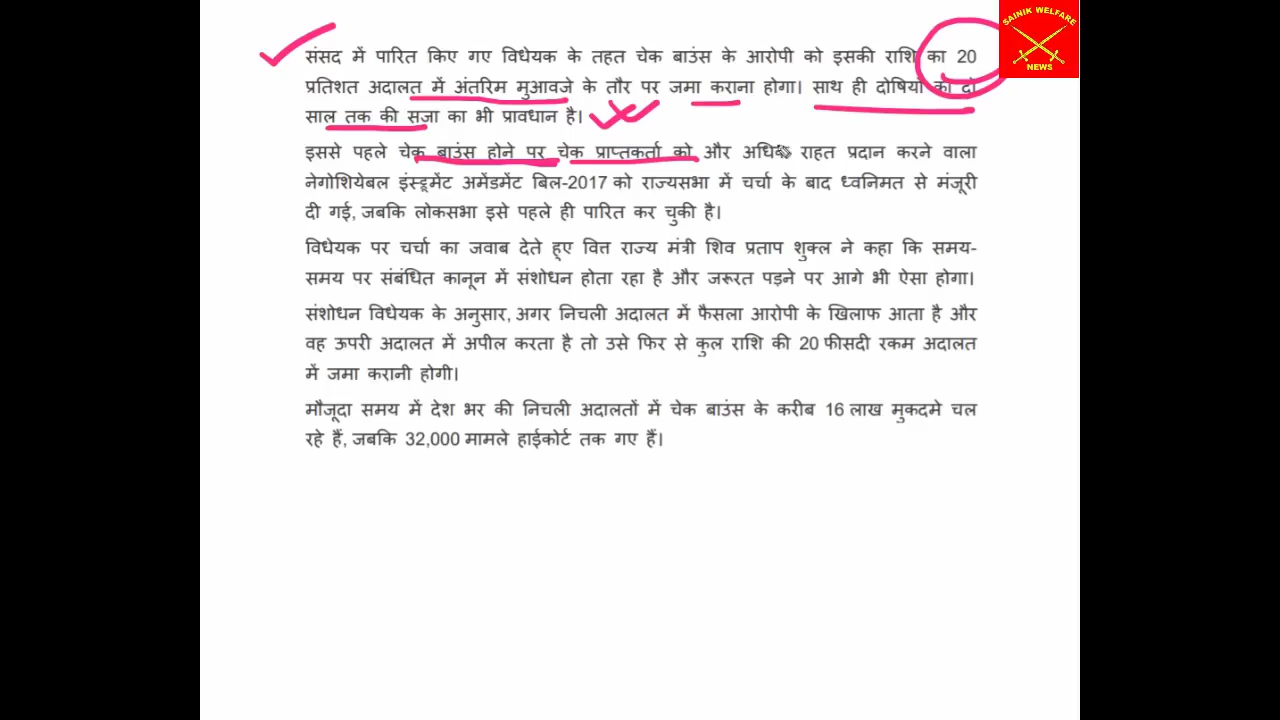 SAINIK WELFARE
NEWS
संसद में पारित किए गए विधेयक के तहत चेक बाउंस के आरोपी को इसकी राशि का 20
प्रतिशत अदालत में अंतरिम मुआवजे के तौर पर जमा कराना होगा। साथ ही दोषियों को दो
साल तक की सजा का भी प्रावधान है।
इससे पहले चेक बाउंस होने पर चेक प्राप्तकर्ता को और अधिक राहत प्रदान करने वाला
नेगोशियेबल इंस्ट्रूमेंट अमेंडमेंट बिल-2017 को राज्यसभा में चर्चा के बाद ध्वनिमत से मंजूरी
दी गई, जबकि लोकसभा इसे पहले ही पारित कर चुकी है।
विधेयक पर चर्चा का जवाब देते हूए वित्त राज्य मंत्री शिव प्रताप शुक्ल ने कहा कि समय-
समय पर संबंधित कानून में संशोधन होता रहा है और जरूरत पड़ने पर आगे भी ऐसा होगा।
संशोधन विधेयक के अनुसार, अगर निचली अदालत में फैसला आरोपी के खिलाफ आता है और
वह ऊपरी अदालत में अपील करता है तो उसे फिर से कुल राशि की 20 फीसदी रकम अदालत
में जमा करानी होगी।
मौजूदा समय में देश भर की निचली अदालतों में चेक बाउंस के करीब 16 लाख मुकदमे चल
रहे हैं, जबकि 32,000 मामले हाईकोर्ट तक गए हैं।